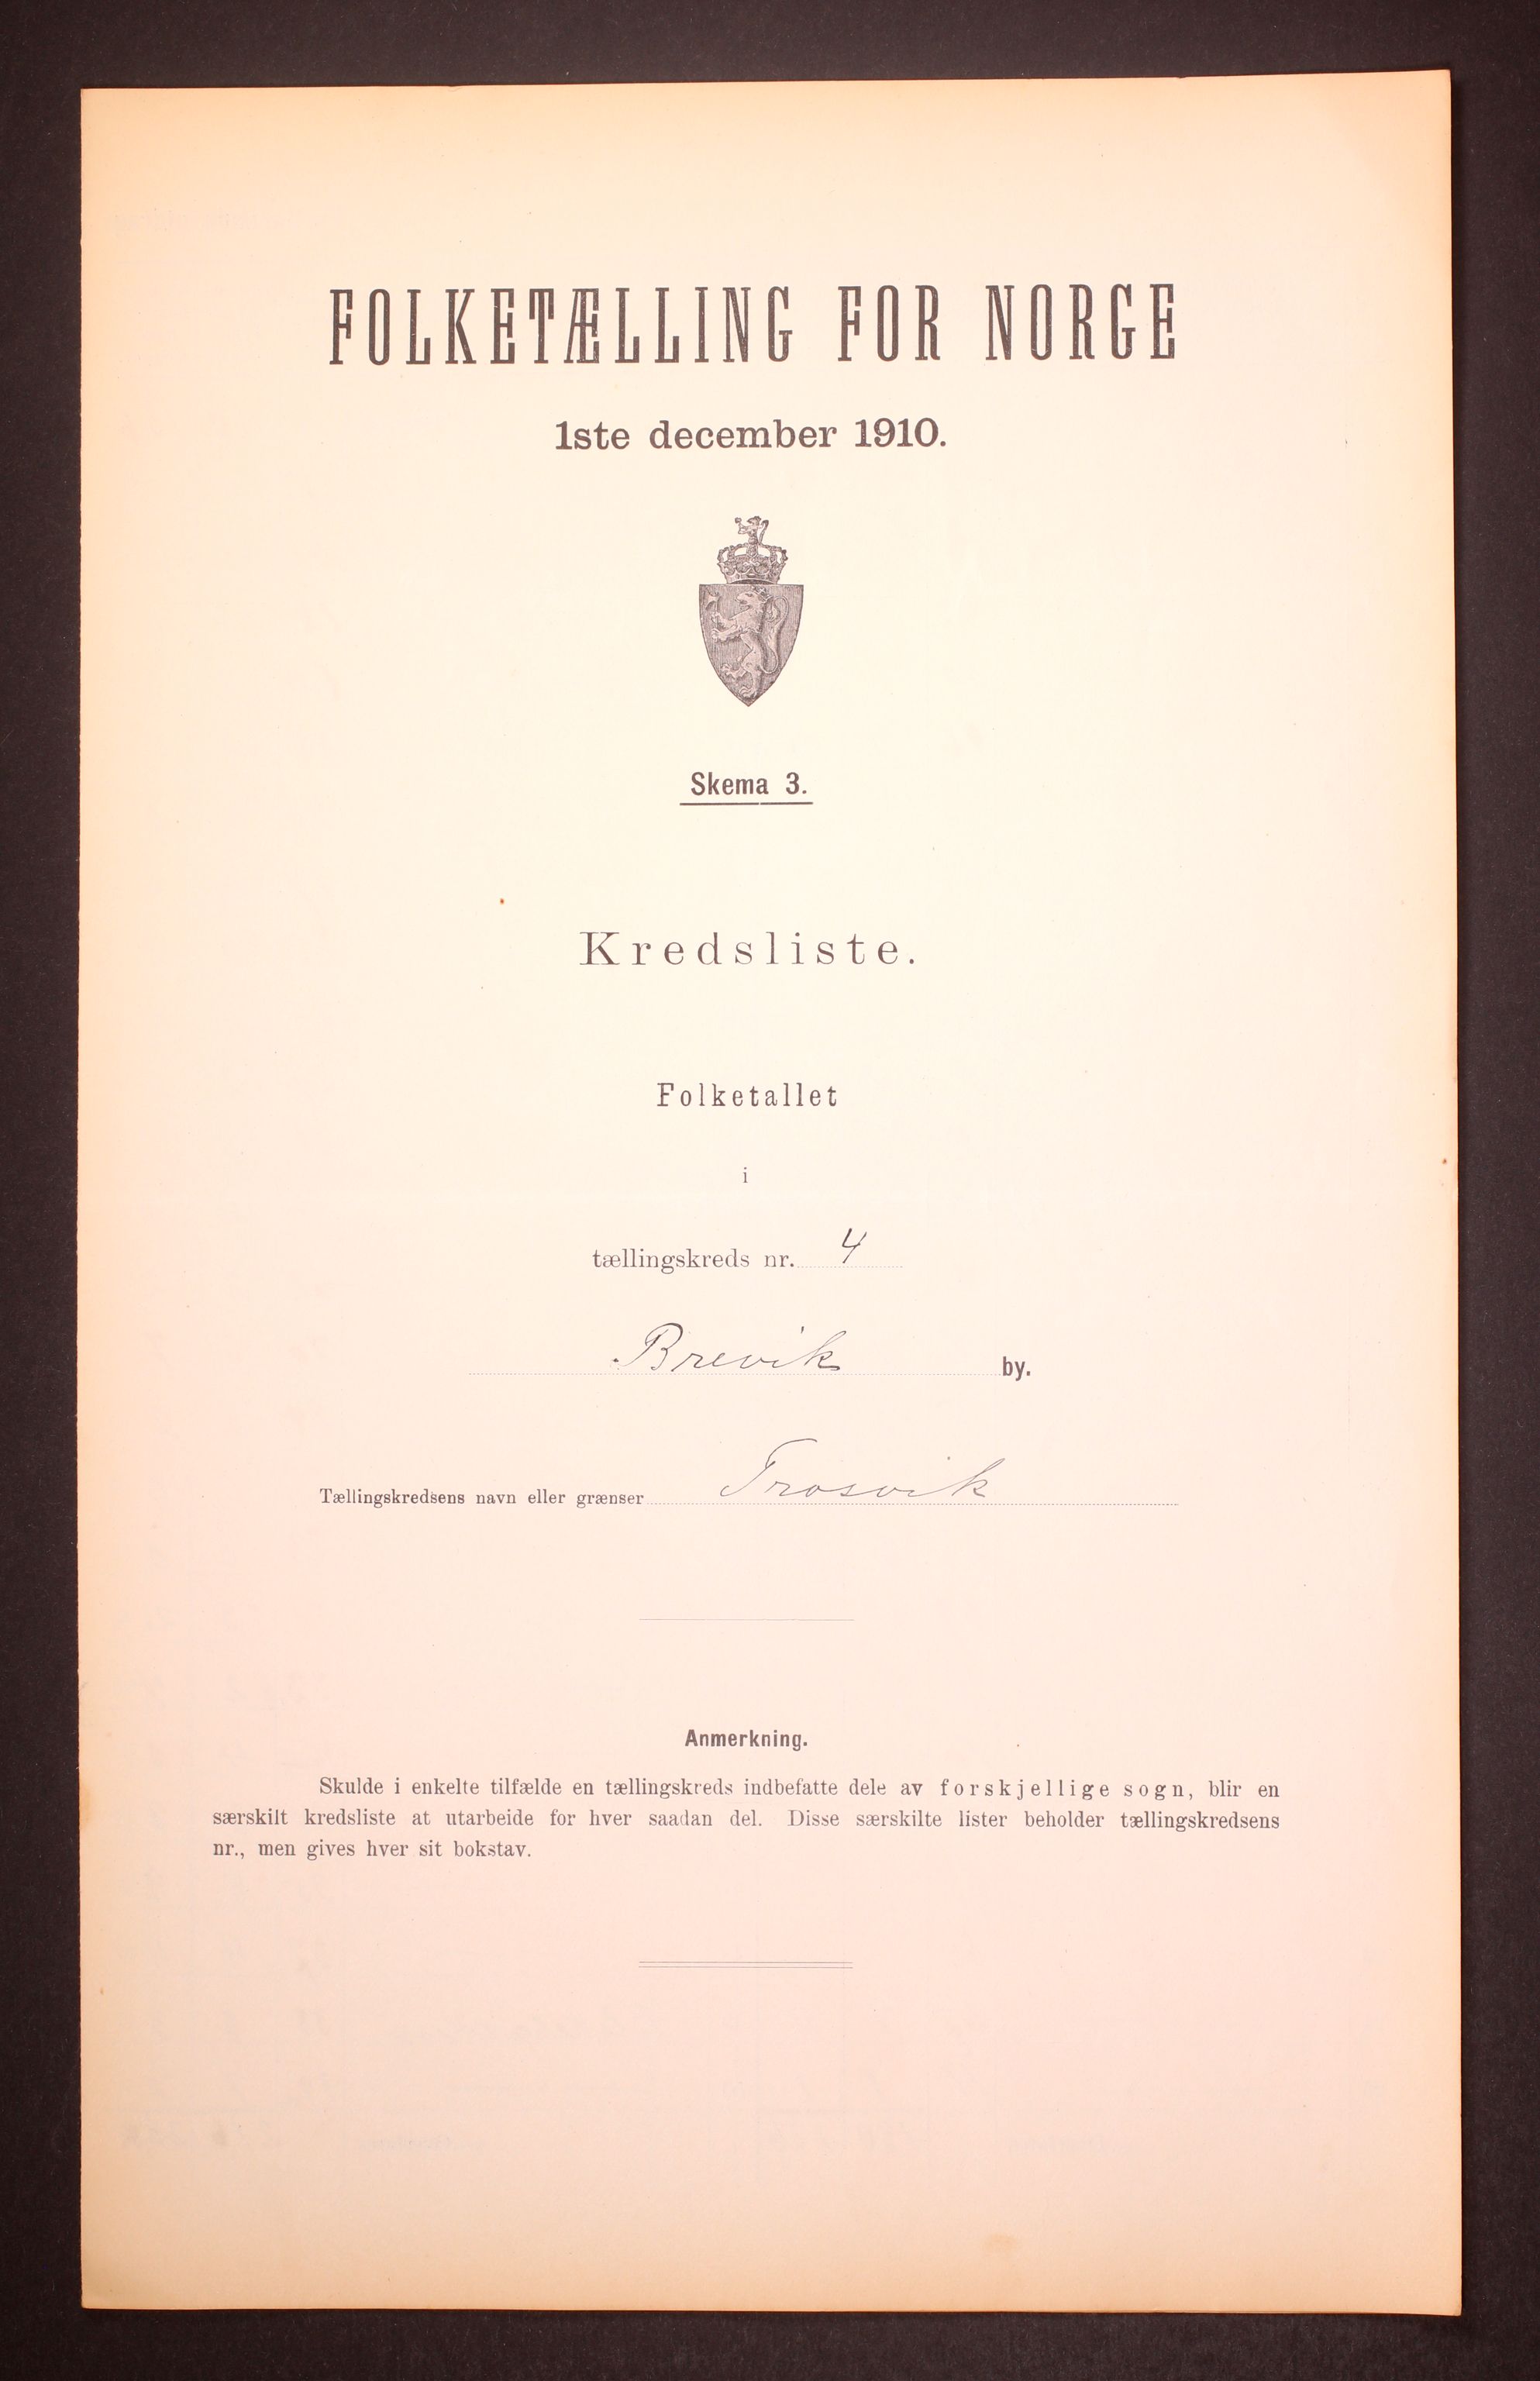 FOLKETÆLLING FOR NORGE
1ste december 1910.
Skema 3.
Kredsliste.
Folketallet
i
tællingskreds nr. 4
Brevik by.
Tællingskredsens navn eller grænser Trosvik
Anmerkning.
Skulde i enkelte tilfælde en tællingskreds indbefatte dele av forskjellige sogn, blir en
særskilt kredsliste at utarbeide for hver saadan del. Disse særskilte lister beholder tællingskredsens
nr., men gives hver sit bokstav.